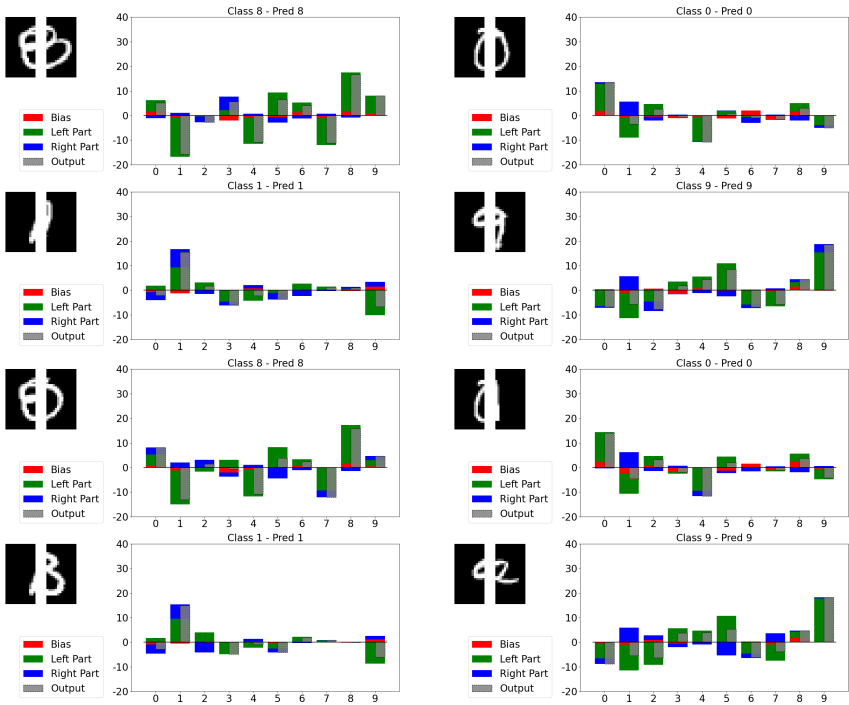 Class 8 - Pred 8
40
30
20
10
0
-10
-20
0 1 2 3 4 5 6 7 8 9
Bias
Left Part
Right Part
Output
Class 0 - Pred 0
40
30
20
10
0
-10
-20
0 1 2 3 4 5 6 7 8 9
Bias
Left Part
Right Part
Output
Class 1 - Pred 1
40
30
20
10
0
-10
-20
0 1 2 3 4 5 6 7 8 9
Bias
Left Part
Right Part
Output
Class 9 - Pred 9
40
30
20
10
0
-10
-20
0 1 2 3 4 5 6 7 8 9
Bias
Left Part
Right Part
Output
Class 8 - Pred 8
40
30
20
10
0
-10
-20
0 1 2 3 4 5 6 7 8 9
Bias
Left Part
Right Part
Output
Class 0 - Pred 0
40
30
20
10
0
-10
-20
0 1 2 3 4 5 6 7 8 9
Bias
Left Part
Right Part
Output
Class 1 - Pred 1
40
30
20
10
0
-10
-20
0 1 2 3 4 5 6 7 8 9
Bias
Left Part
Right Part
Output
Class 9 - Pred 9
40
30
20
10
0
-10
-20
0 1 2 3 4 5 6 7 8 9
Bias
Left Part
Right Part
Output